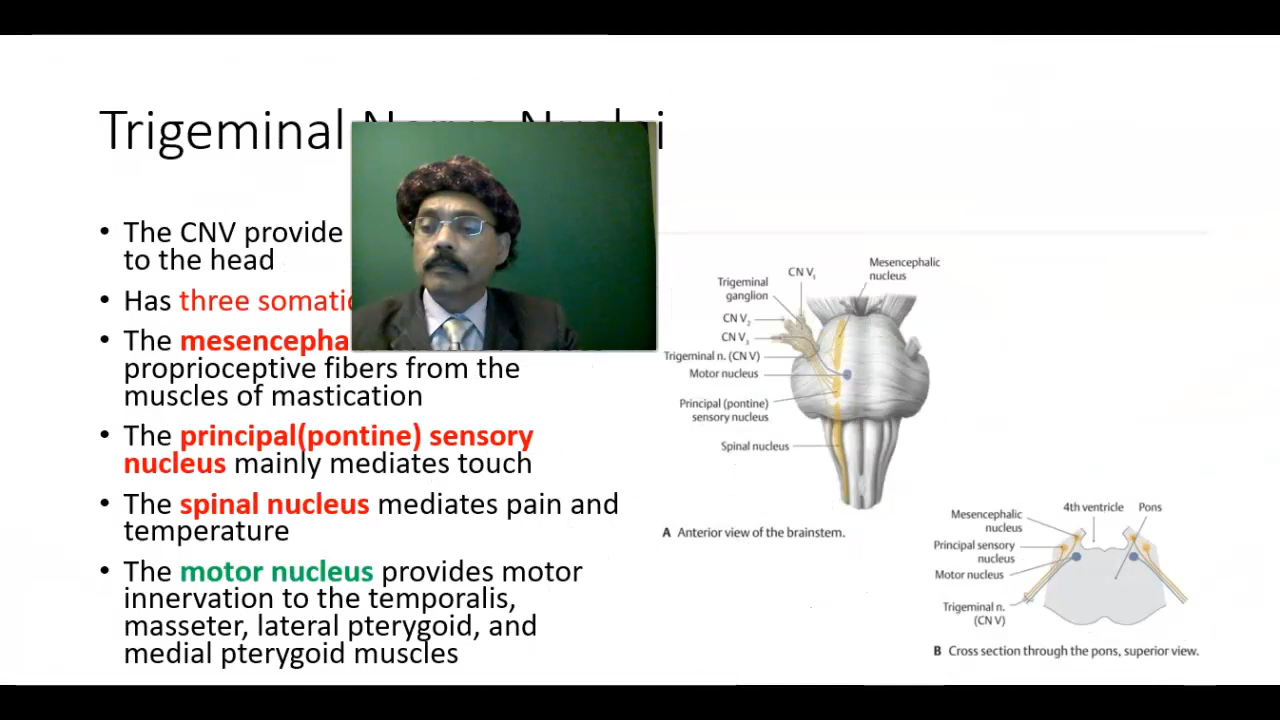 Trigeminal
• The CNV provide
to the head
• Has three somatic
• The
proprioceptive fibers from the
muscles of mastication
• The principal(pontine) sensory
nucleus mainly mediates touch
• The spinal nucleus mediates pain and
temperature
• The motor nucleus provides motor
innervation to the temporalis,
masseter, lateral pterygoid, and
medial pterygoid muscles
Mesencephalic
nucleus
CN V₁
Trigeminal
ganglion
CN V₂
CN V₃
Trigeminal n. (CN V)
Motor nucleus
Principal (pontine)
sensory nucleus
Spinal nucleus
A Anterior view of the brainstem.
4th ventricle
Pons
Mesencephalic
nucleus
Principal sensory
nucleus
Motor nucleus
Trigeminal n.
(CN V)
B Cross section through the pons, superior view.